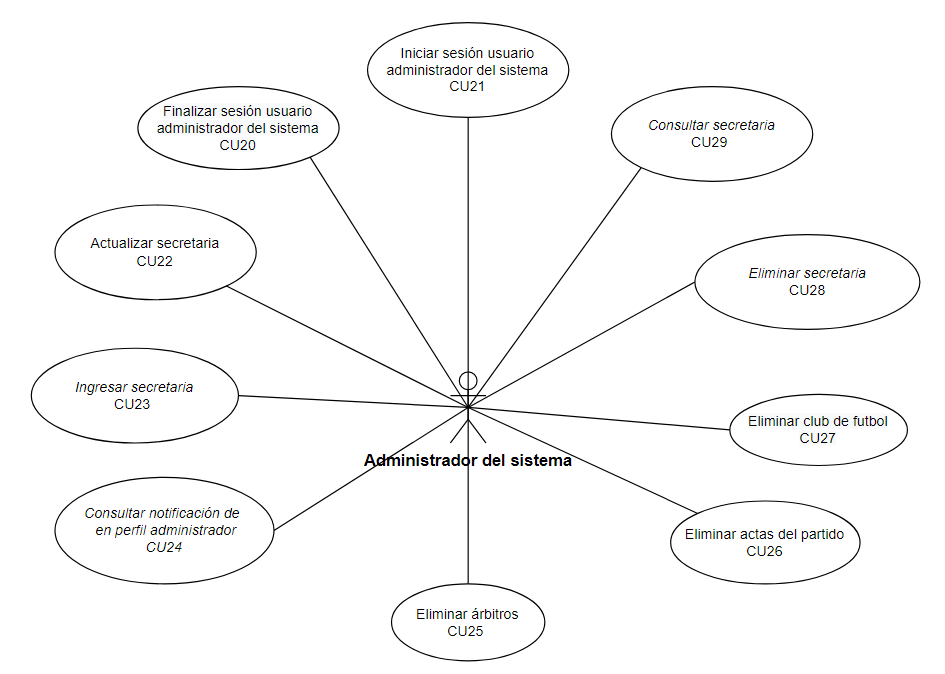 Iniciar sesión usuario
administrador del sistema
CU21
Finalizar sesión usuario
administrador del sistema
CU20
Consultar secretaria
CU29
Actualizar secretaria
CU22
Eliminar secretaria
CU28
Ingresar secretaria
CU23
Eliminar club de futbol
CU27
Administrador del sistema
Consultar notificación de
en perfil administrador
CU24
Eliminar actas del partido
CU26
Eliminar árbitros
CU25